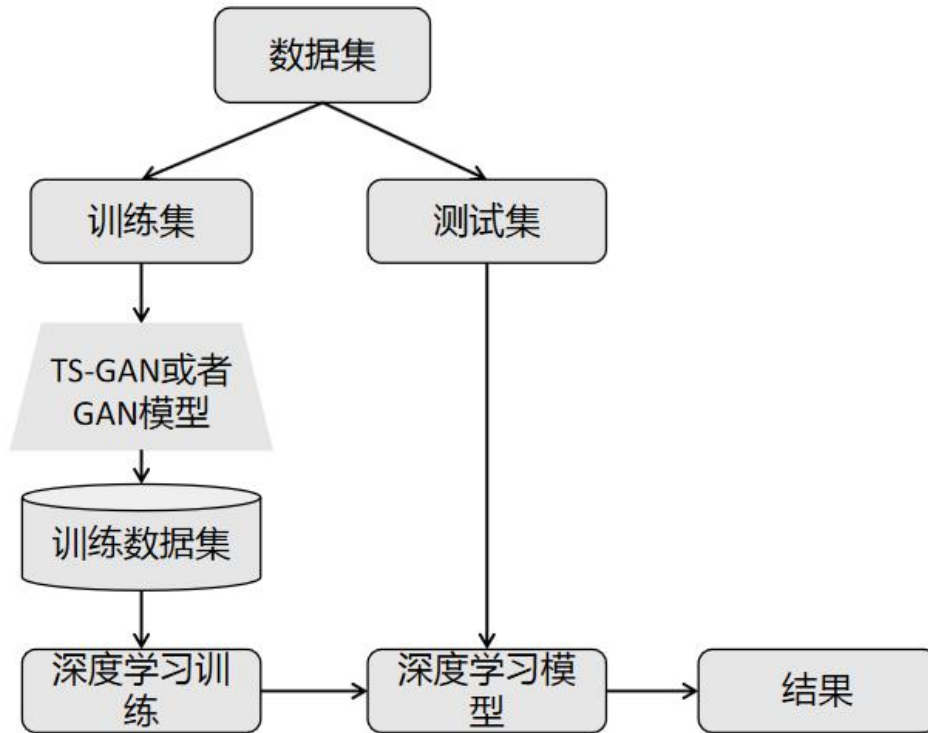 数据集
训练集
测试集
TS-GAN或者
GAN模型
训练数据集
深度学习训
练
深度学习模
型
结果